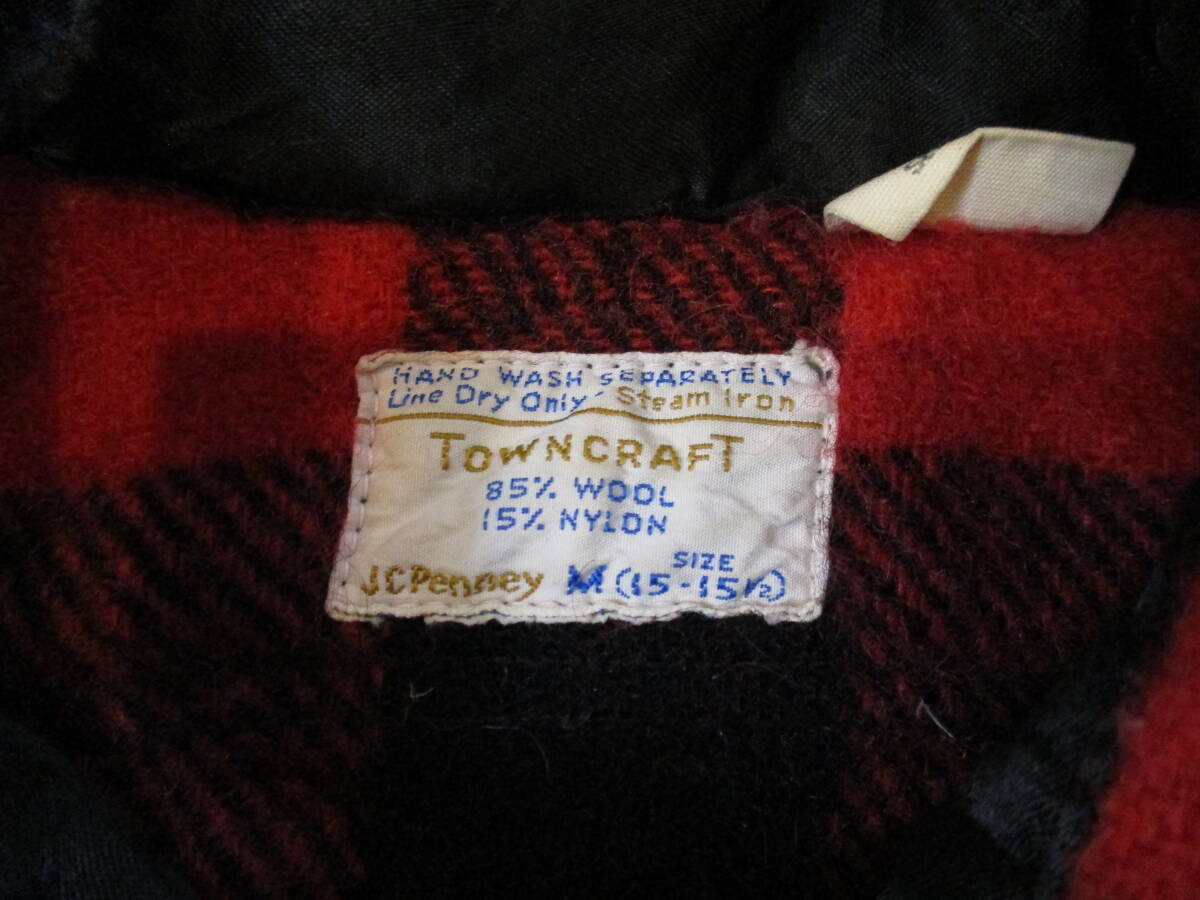 HAND WASH SEPARATELY
Line Dry Only - Steam Iron
TOWNCRAFT
85% WOOL
15% NYLON
SIZE
JCPenney M (15-15½)